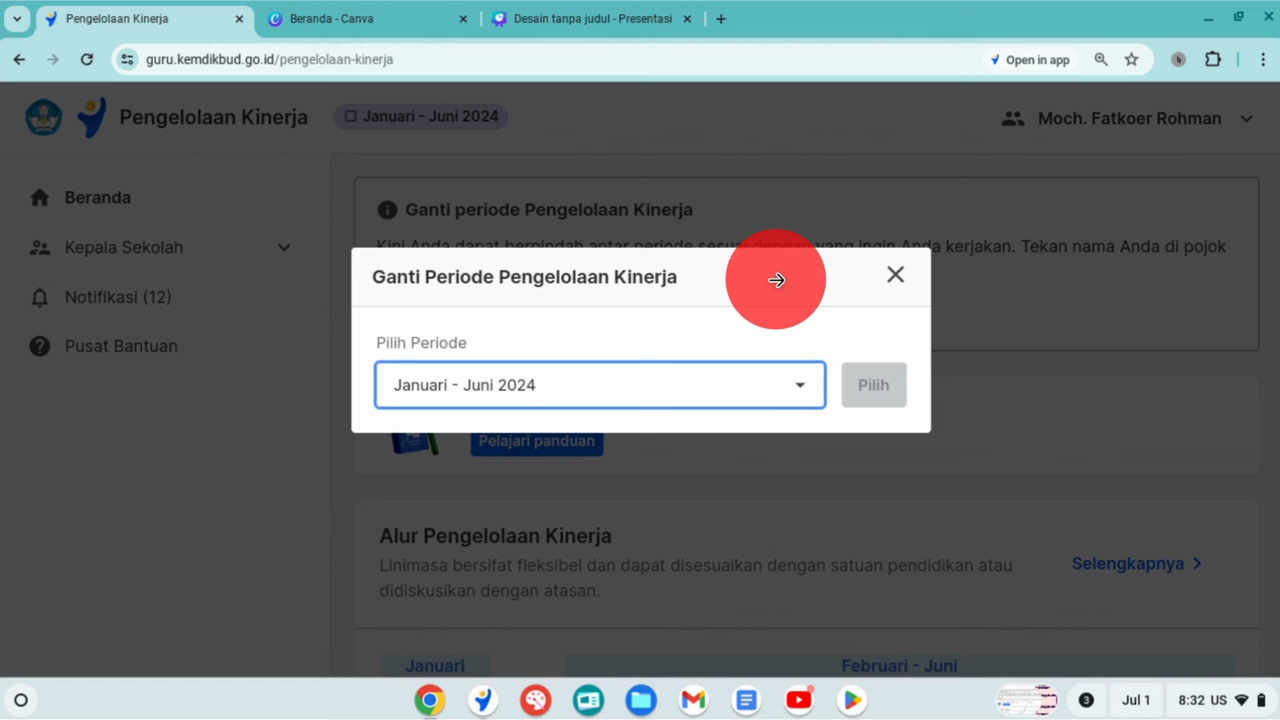 Pengelolaan Kinerja
Beranda - Canva
Desain tanpa judul - Presentasi
guru.kemdikbud.go.id/pengelolaan-kinerja
Open in app
Pengelolaan Kinerja
Januari - Juni 2024
Moch. Fatkoer Rohman
Beranda
Kepala Sekolah
Notifikasi (12)
Pusat Bantuan
Ganti periode Pengelolaan Kinerja
Kini Anda dapat berpindah antar periode sesuai dengan yang ingin Anda kerjakan. Tekan nama Anda di pojok
Ganti Periode Pengelolaan Kinerja
Pilih Periode
Januari - Juni 2024
Pilih
Pelajari panduan
Alur Pengelolaan Kinerja
Linimasa bersifat fleksibel dan dapat disesuaikan dengan satuan pendidikan atau
didiskusikan dengan atasan.
Selengkapnya
Januari
Februari - Juni
3
Jul 1
8:32 US